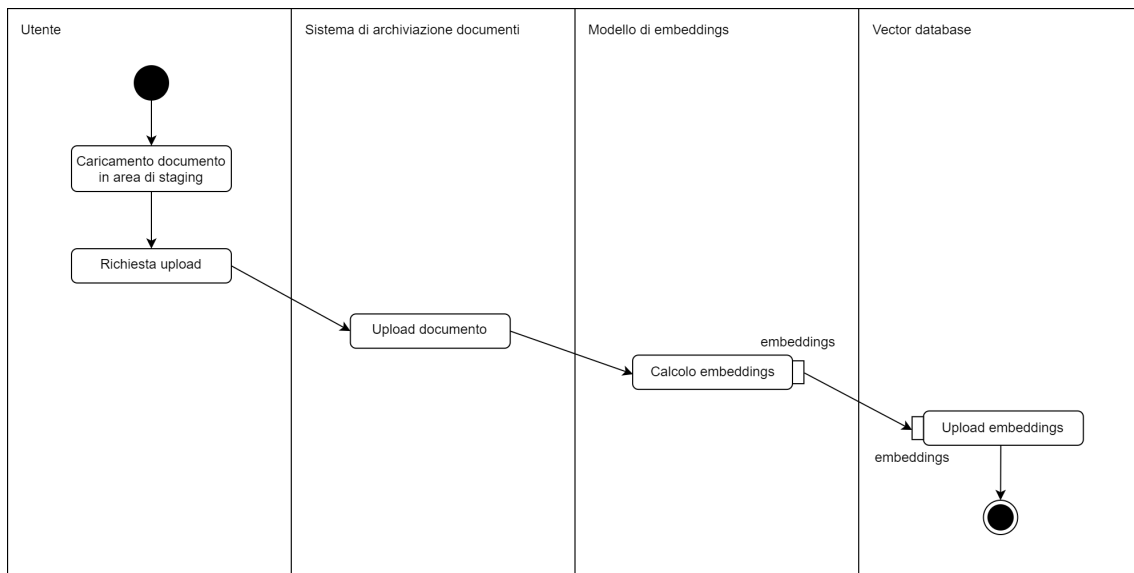 Utente
Sistema di archiviazione documenti
Modello di embeddings
Vector database
Caricamento documento
in area di staging
Richiesta upload
Upload documento
embeddings
Calcolo embeddings
Upload embeddings
embeddings